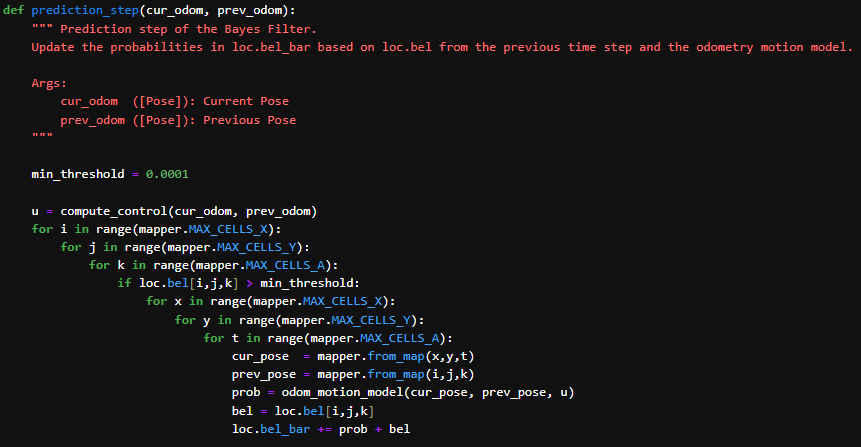 def prediction_step(cur_odom, prev_odom):
    """ Prediction step of the Bayes Filter.
    Update the probabilities in loc.bel_bar based on loc.bel from the previous time step and the odometry motion model.

    Args:
        cur_odom  ([Pose]): Current Pose
        prev_odom ([Pose]): Previous Pose
    """

    min_threshold = 0.0001

    u = compute_control(cur_odom, prev_odom)
    for i in range(mapper.MAX_CELLS_X):
        for j in range(mapper.MAX_CELLS_Y):
            for k in range(mapper.MAX_CELLS_A):
                if loc.bel[i,j,k] > min_threshold:
                    for x in range(mapper.MAX_CELLS_X):
                        for y in range(mapper.MAX_CELLS_Y):
                            for t in range(mapper.MAX_CELLS_A):
                                cur_pose  = mapper.from_map(x,y,t)
                                prev_pose = mapper.from_map(i,j,k)
                                prob = odom_motion_model(cur_pose, prev_pose, u)
                                bel = loc.bel[i,j,k]
                                loc.bel_bar += prob + bel